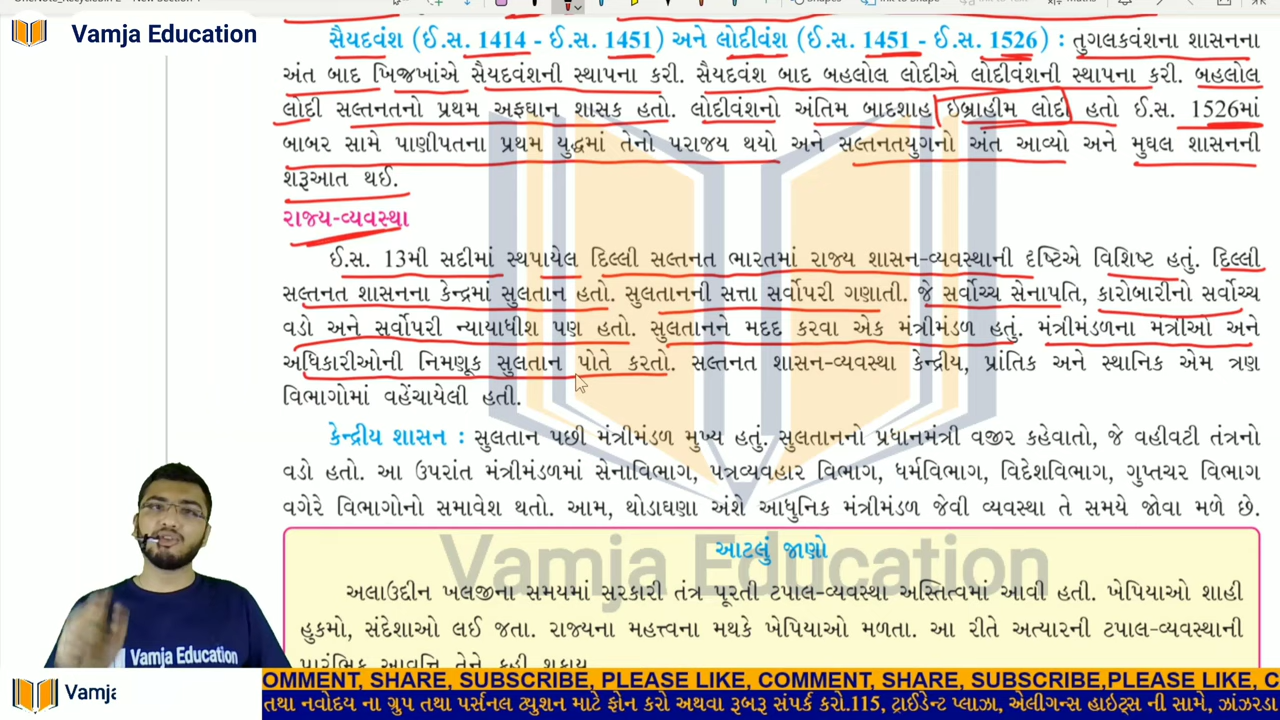 Vamja Education
સૈયદવંશ (ઈ.સ. 1414 - ઈ.સ. 1451) અને લોદીવંશ (ઈ.સ. 1451 - ઈ.સ. 1526) : તુગલકવંશના શાસનના
અંત બાદ ખિજખાંએ સૈયદવંશની સ્થાપના કરી. સૈયદવંશ બાદ બહલોલ લોદીએ લોદીવંશની સ્થાપના કરી. બહલોલ
લોદી સલ્તનતનો પ્રથમ અફઘાન શાસક હતો. લોદીવંશનો અંતિમ બાદશાહ ઇબ્રાહીમ લોદી હતો ઈ.સ. 1526માં
બાબર સામે પાણીપતના પ્રથમ યુદ્ધમાં તેનો પરાજય થયો અને સલ્તનતયુગનો અંત આવ્યો અને મુઘલ શાસનની
શરૂઆત થઈ.
રાજ્ય-વ્યવસ્થા
ઈ.સ. 13મી સદીમાં સ્થપાયેલ દિલ્લી સલ્તનત ભારતમાં રાજ્ય શાસન-વ્યવસ્થાની દૃષ્ટિએ વિશિષ્ટ હતું. દિલ્લી
સલ્તનત શાસનના કેન્દ્રમાં સુલતાન હતો. સુલતાનની સત્તા સર્વોપરી ગણાતી. જે સર્વોચ્ચ સેનાપતિ, કારોબારીનો સર્વોચ્ચ
વડો અને સર્વોપરી ન્યાયાધીશ પણ હતો. સુલતાનને મદદ કરવા એક મંત્રીમંડળ હતું. મંત્રીમંડળના મંત્રીઓ અને
અધિકારીઓની નિમણૂક સુલતાન પોતે કરતો. સલ્તનત શાસન-વ્યવસ્થા કેન્દ્રીય, પ્રાંતિક અને સ્થાનિક એમ ત્રણ
વિભાગોમાં વહેંચાયેલી હતી.
કેન્દ્રીય શાસન : સુલતાન પછી મંત્રીમંડળ મુખ્ય હતું. સુલતાનનો પ્રધાનમંત્રી વજીર કહેવાતો, જે વહીવટી તંત્રનો
વડો હતો. આ ઉપરાંત મંત્રીમંડળમાં સેનાવિભાગ, પત્રવ્યવહાર વિભાગ, ધર્મવિભાગ, વિદેશવિભાગ, ગુપ્તચર વિભાગ
વગેરે વિભાગોનો સમાવેશ થતો. આમ, થોડાઘણા અંશે આધુનિક મંત્રીમંડળ જેવી વ્યવસ્થા તે સમયે જોવા મળે છે.
આટલું જાણો
Vamja Education
અલાઉદ્દીન ખલજીના સમયમાં સરકારી તંત્ર પૂરતી ટપાલ-વ્યવસ્થા અસ્તિત્વમાં આવી હતી. ખેપિયાઓ શાહી
હુકમો, સંદેશાઓ લઈ જતા. રાજ્યના મહત્ત્વના મથકે ખેપિયાઓ મળતા. આ રીતે અત્યારની ટપાલ-વ્યવસ્થાની
પ્રારંભિક આવૃત્તિ તેને કહી શકાય
Vamja Education
Vamja
OMMENT, SHARE, SUBSCRIBE, PLEASE LIKE, COMMENT, SHARE, SUBSCRIBE,PLEASE LIKE, C
તથા નવોદય ના ગ્રુપ તથા પર્સનલ ટ્યુશન માટે ફોન કરો અથવા રૂબરૂ સંપર્ક કરો.115, ટ્રાઈડેન્ટ પ્લાઝા, એલીગન્સ હાઇટ્સ ની સામે, ઝાંઝરડા